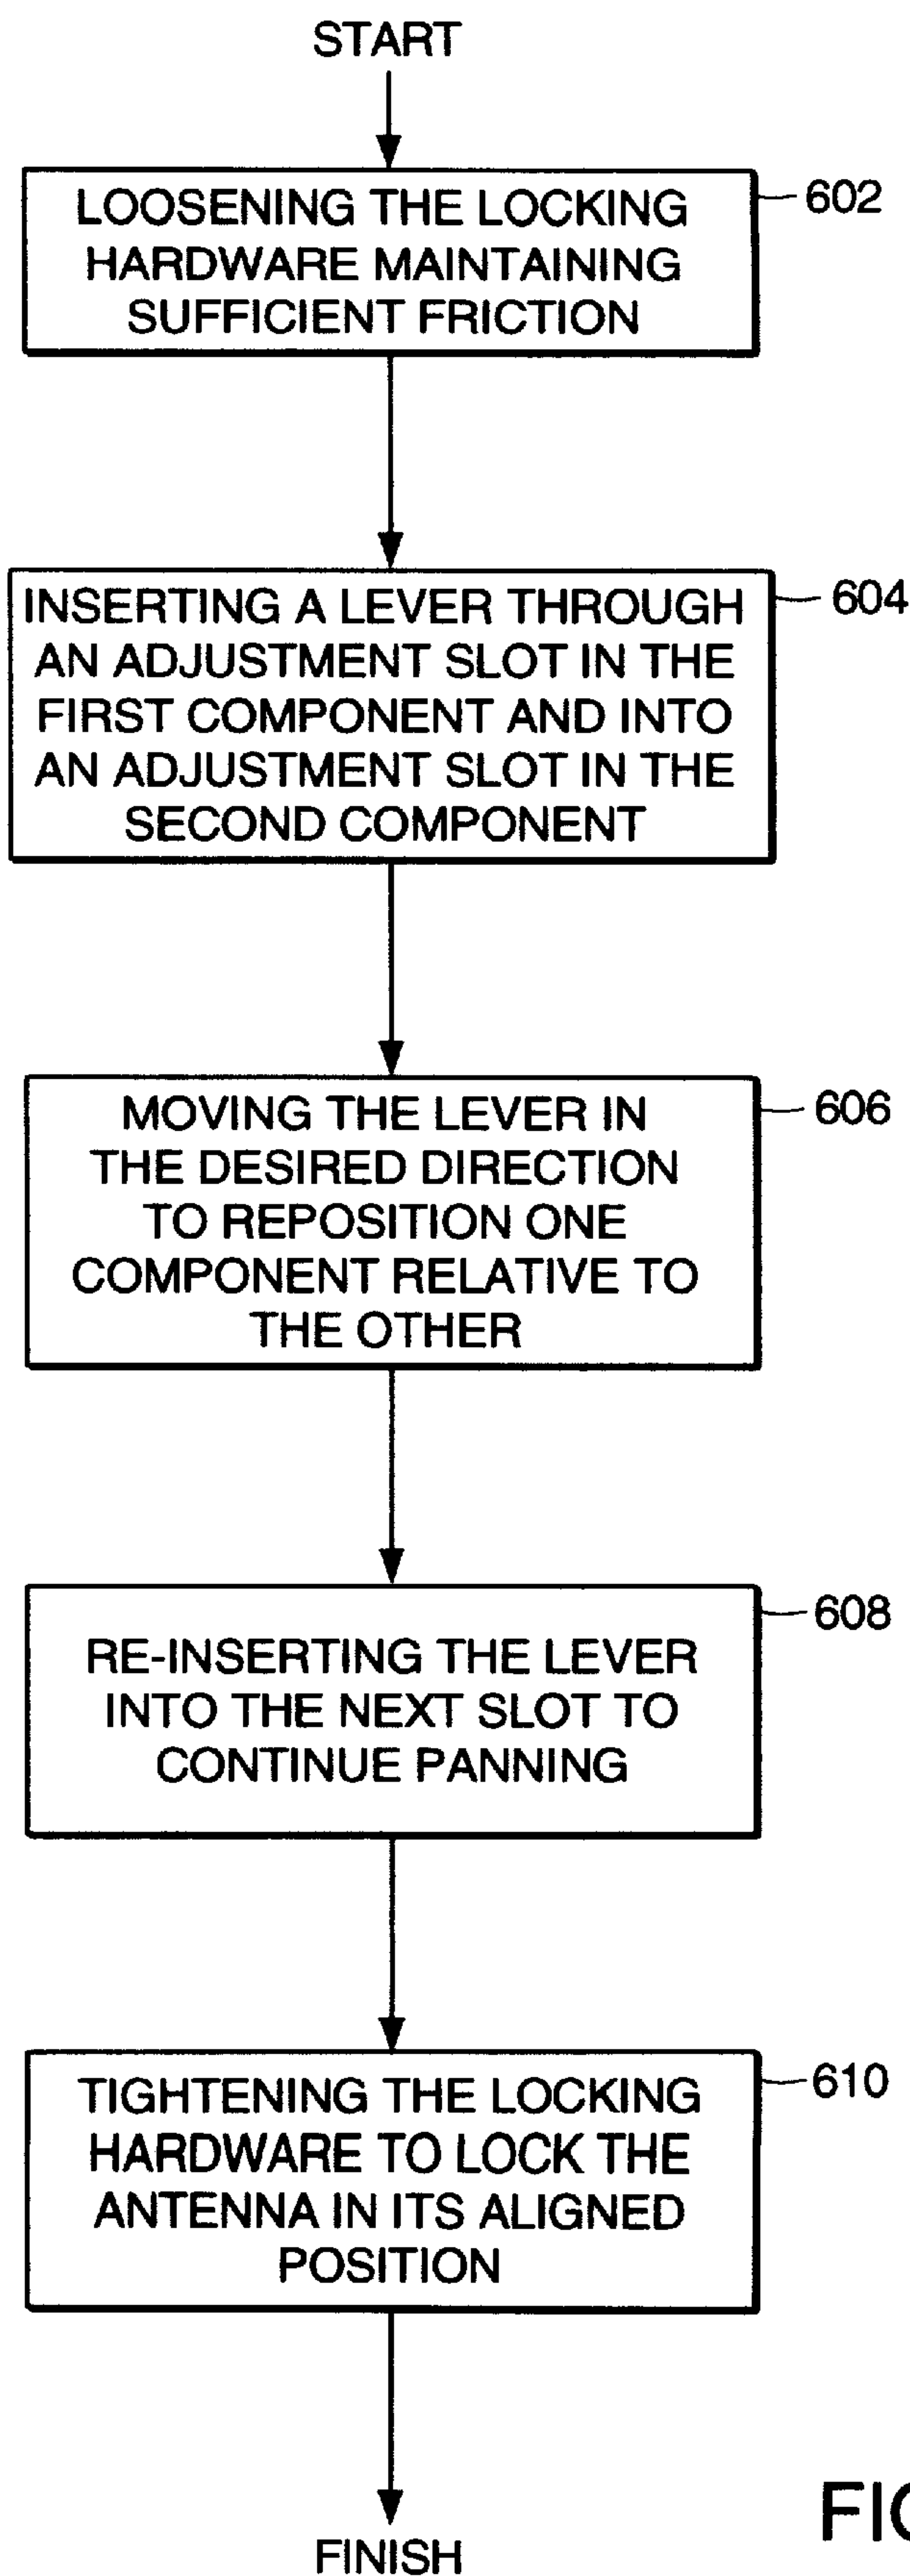 START
LOOSENING THE LOCKING
HARDWARE MAINTAINING
SUFFICIENT FRICTION
602
INSERTING A LEVER THROUGH
AN ADJUSTMENT SLOT IN THE
FIRST COMPONENT AND INTO
AN ADJUSTMENT SLOT IN THE
SECOND COMPONENT
604
MOVING THE LEVER IN
THE DESIRED DIRECTION
TO REPOSITION ONE
COMPONENT RELATIVE TO
THE OTHER
606
RE-INSERTING THE LEVER
INTO THE NEXT SLOT TO
CONTINUE PANNING
608
TIGHTENING THE LOCKING
HARDWARE TO LOCK THE
ANTENNA IN ITS ALIGNED
POSITION
610
FINISH